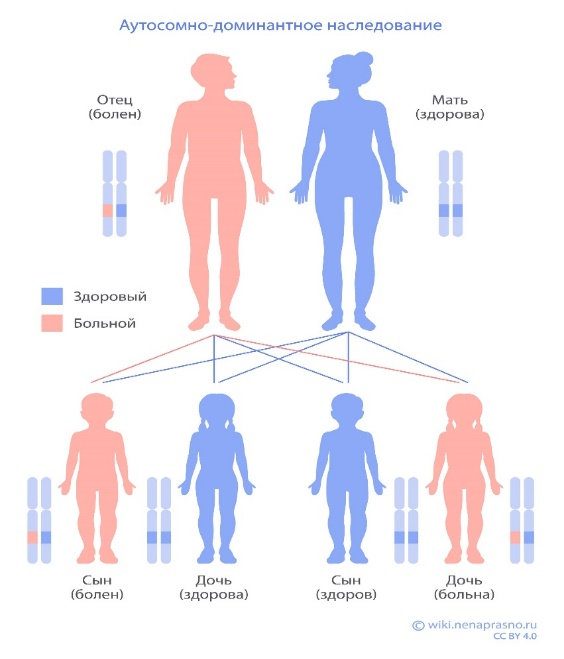 Аутосомно-доминантное наследование
Отец
(болен)
Мать
(здорова)
Здоровый
Больной
Сын
(болен)
Дочь
(здорова)
Сын
(здоров)
Дочь
(больна)
© wiki.nenaprasno.ru
CC BY 4.0